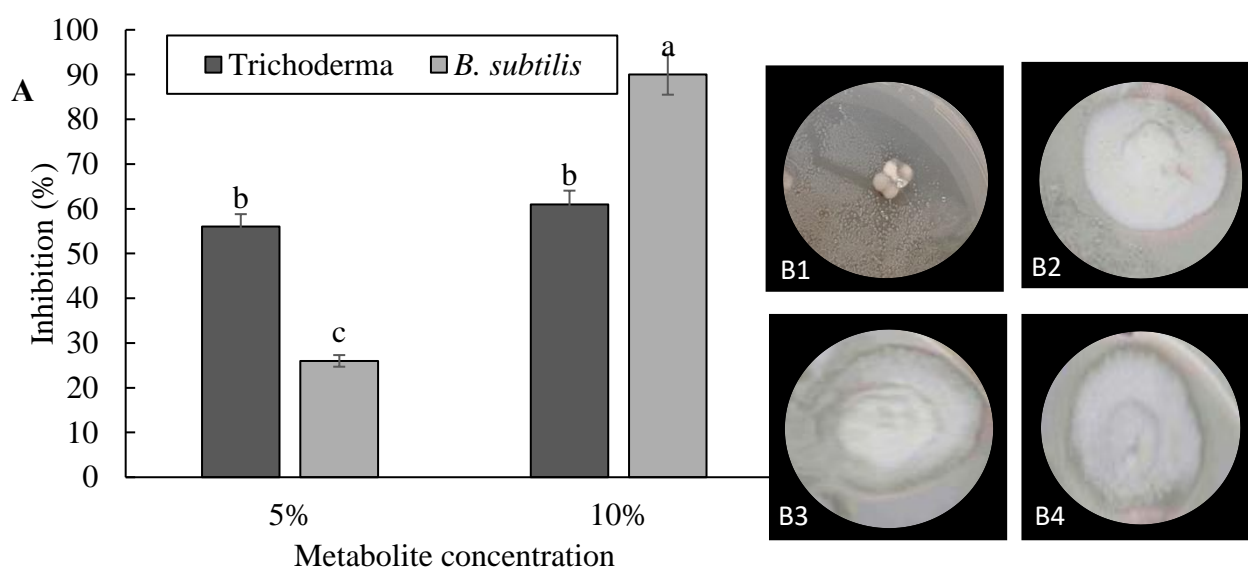 A
Trichoderma B. subtilis
Inhibition (%)
100
90
80
70
60
50
40
30
20
10
0
b
c
b
a
5% 10%
Metabolite concentration
B1
B2
B3
B4